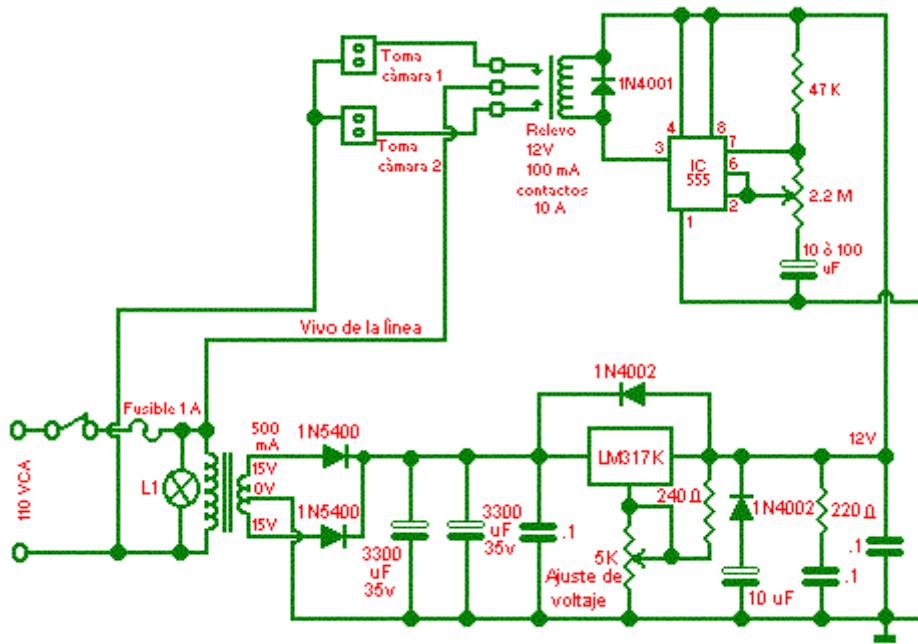 Toma
càmara 1
Toma
càmara 2
Relevo
12V
100 mA
contactos
10 A
1N4001
4
8
3
7
6
2
1
IC
555
47 K
2.2 M
10 ò 100
uF
Vivo de la lìnea
Fusible 1 A
110 VCA
L1
500
mA
15V
0V
15V
1N5400
1N5400
3300
uF
35v
3300
uF
35v
.1
1N4002
LM317K
240 Ω
5K
Ajuste de
voltaje
1N4002
10 uF
220 Ω
.1
.1
12V